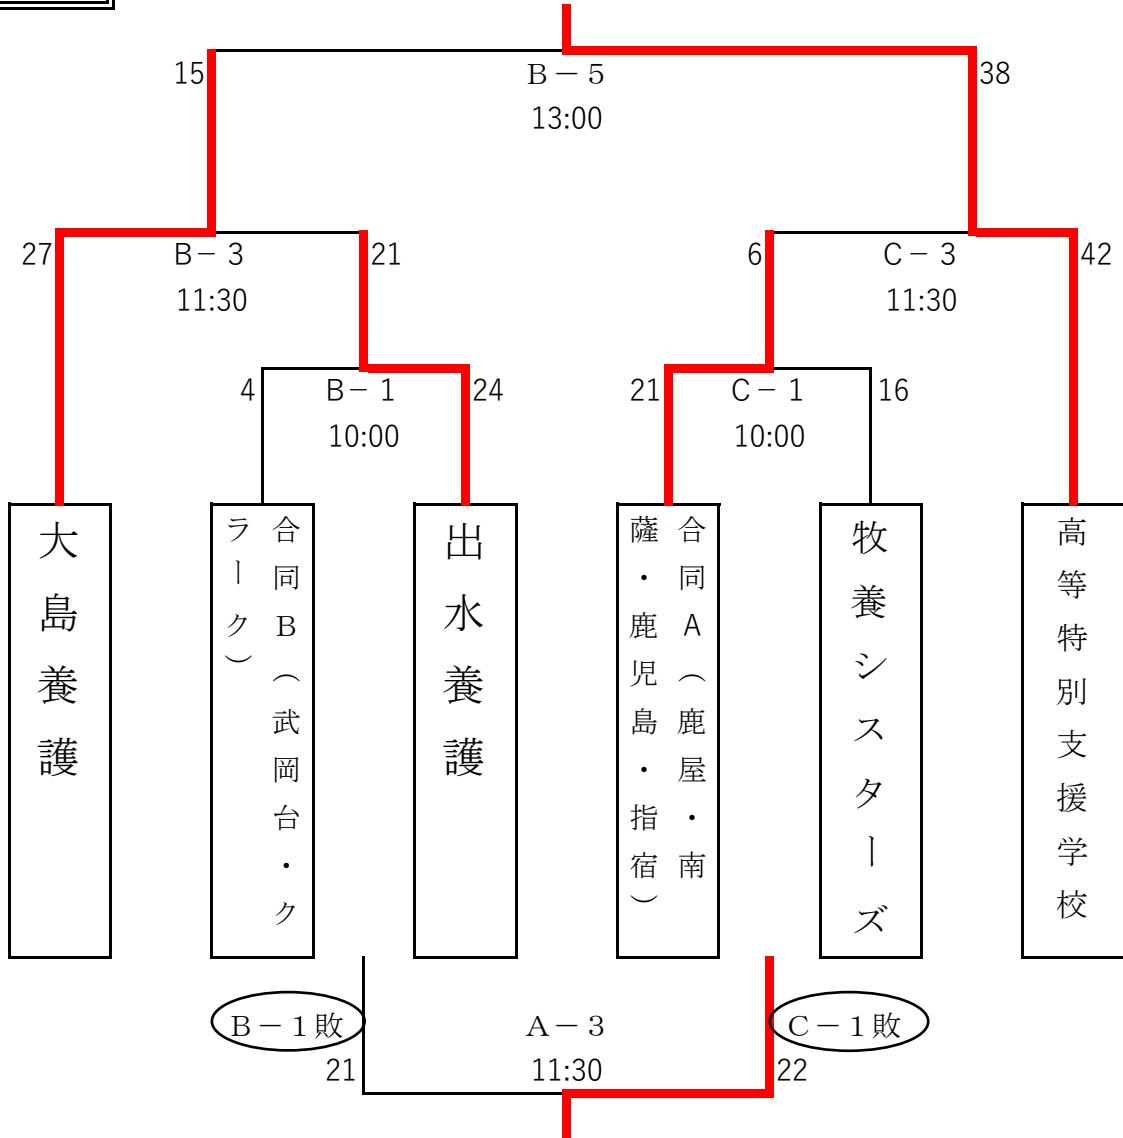 15
B－5
38
13:00
27
B－3
21
6
C－3
42
11:30
11:30
4
B－1
24
21
C－1
16
10:00
10:00
大島養護
合同B（武岡台・ク
ラーク）
出水養護
合同A（鹿屋・南
薩・鹿児島・指宿）
牧養シスターズ
高等特別支援学校
B－1敗
A－3
C－1敗
21
11:30
22